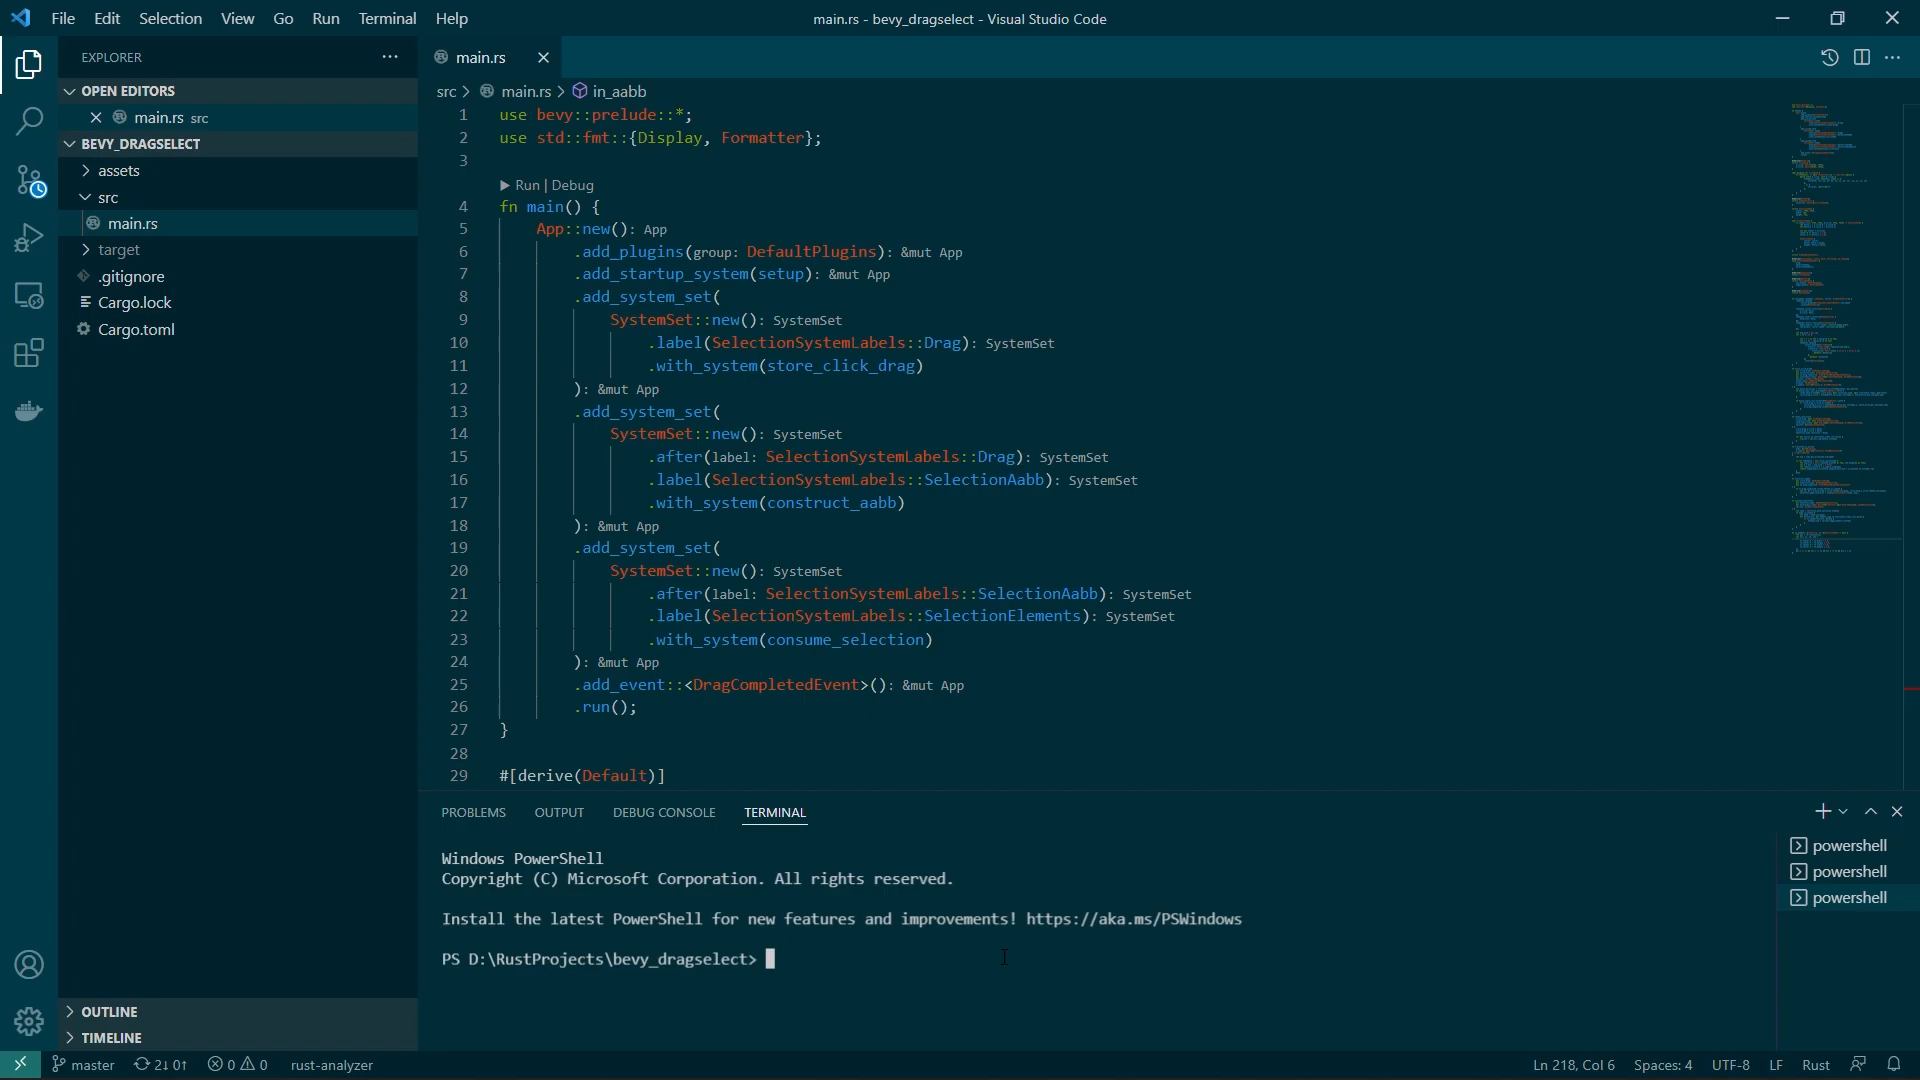 File Edit Selection View Go Run Terminal Help
main.rs - bevy_dragselect - Visual Studio Code
EXPLORER
OPEN EDITORS
main.rs src
BEVY_DRAGSELECT
assets
src
main.rs
target
.gitignore
Cargo.lock
Cargo.toml
OUTLINE
TIMELINE
main.rs
src > main.rs > in_aabb
1 use bevy::prelude::*;
2 use std::fmt::{Display, Formatter};
3
Run | Debug
4 fn main() {
5 App::new(): App
6 .add_plugins(group: DefaultPlugins): &mut App
7 .add_startup_system(setup): &mut App
8 .add_system_set(
9 SystemSet::new(): SystemSet
10 .label(SelectionSystemLabels::Drag): SystemSet
11 .with_system(store_click_drag)
12 ): &mut App
13 .add_system_set(
14 SystemSet::new(): SystemSet
15 .after(label: SelectionSystemLabels::Drag): SystemSet
16 .label(SelectionSystemLabels::SelectionAabb): SystemSet
17 .with_system(construct_aabb)
18 ): &mut App
19 .add_system_set(
20 SystemSet::new(): SystemSet
21 .after(label: SelectionSystemLabels::SelectionAabb): SystemSet
22 .label(SelectionSystemLabels::SelectionElements): SystemSet
23 .with_system(consume_selection)
24 ): &mut App
25 .add_event::<DragCompletedEvent>(): &mut App
26 .run();
27 }
28
29 #[derive(Default)]
PROBLEMS OUTPUT DEBUG CONSOLE TERMINAL
Windows PowerShell
Copyright (C) Microsoft Corporation. All rights reserved.
Install the latest PowerShell for new features and improvements! https://aka.ms/PSWindows
PS D:\RustProjects\bevy_dragselect>
powershell
powershell
powershell
master 2↓ 0↑ 0 0 rust-analyzer
Ln 218, Col 6 Spaces: 4 UTF-8 LF Rust